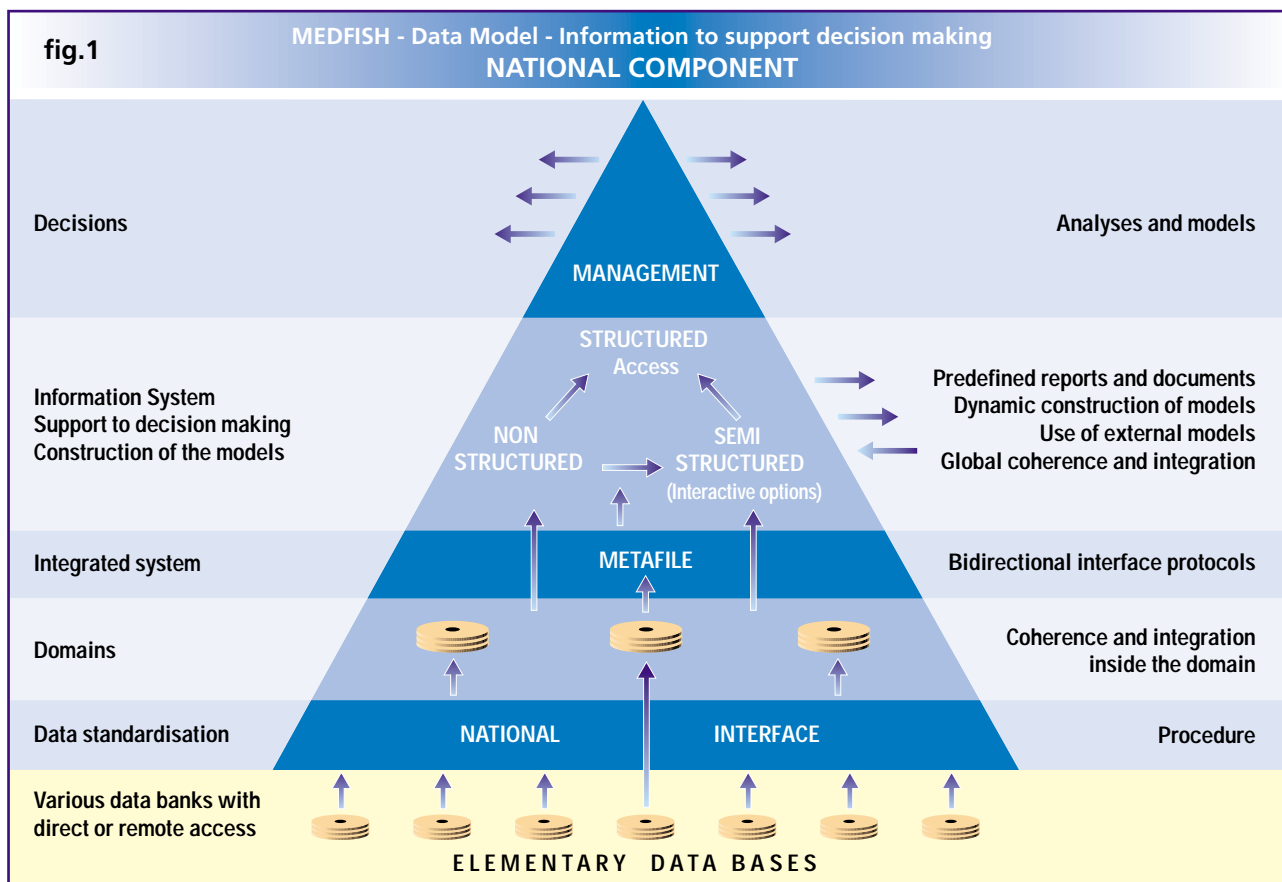 fig.1
MEDFISH - Data Model - Information to support decision making
NATIONAL COMPONENT
Decisions
MANAGEMENT
Analyses and models
Information System
Support to decision making
Construction of the models
STRUCTURED
Access
NON
STRUCTURED
SEMI
STRUCTURED
(Interactive options)
Predefined reports and documents
Dynamic construction of models
Use of external models
Global coherence and integration
Integrated system
METAFILE
Bidirectional interface protocols
Domains
Coherence and integration
inside the domain
Data standardisation
NATIONAL INTERFACE
Procedure
Various data banks with
direct or remote access
ELEMENTARY DATA BASES